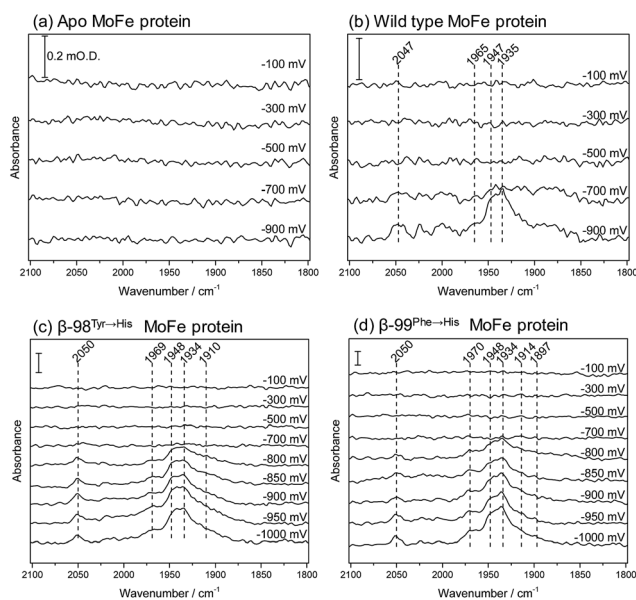 (a) Apo MoFe protein
0.2 mO.D.
-100 mV
-300 mV
-500 mV
-700 mV
-900 mV
Absorbance
2100 2050 2000 1950 1900 1850 1800
Wavenumber / cm⁻¹
(b) Wild type MoFe protein
2047 1965 1947 1935
-100 mV
-300 mV
-500 mV
-700 mV
-900 mV
Absorbance
2100 2050 2000 1950 1900 1850 1800
Wavenumber / cm⁻¹
(c) β-98ᵀʸʳ→ᴴⁱˢ MoFe protein
2050 1969 1948 1934 1910
-100 mV
-300 mV
-500 mV
-700 mV
-800 mV
-850 mV
-900 mV
-950 mV
-1000 mV
Absorbance
2100 2050 2000 1950 1900 1850 1800
Wavenumber / cm⁻¹
(d) β-99ᴾʰᵉ→ᴴⁱˢ MoFe protein
2050 1970 1948 1934 1914 1897
-100 mV
-300 mV
-500 mV
-700 mV
-800 mV
-850 mV
-900 mV
-950 mV
-1000 mV
Absorbance
2100 2050 2000 1950 1900 1850 1800
Wavenumber / cm⁻¹